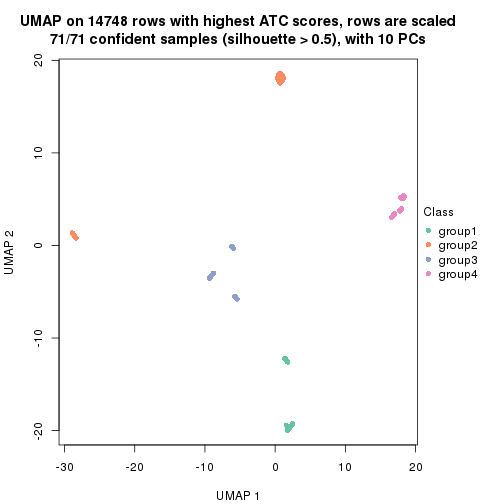 UMAP on 14748 rows with highest ATC scores, rows are scaled
71/71 confident samples (silhouette > 0.5), with 10 PCs
20
10
0
-10
-20
UMAP 2
-30
-20
-10
0
10
20
UMAP 1
Class
group1
group2
group3
group4